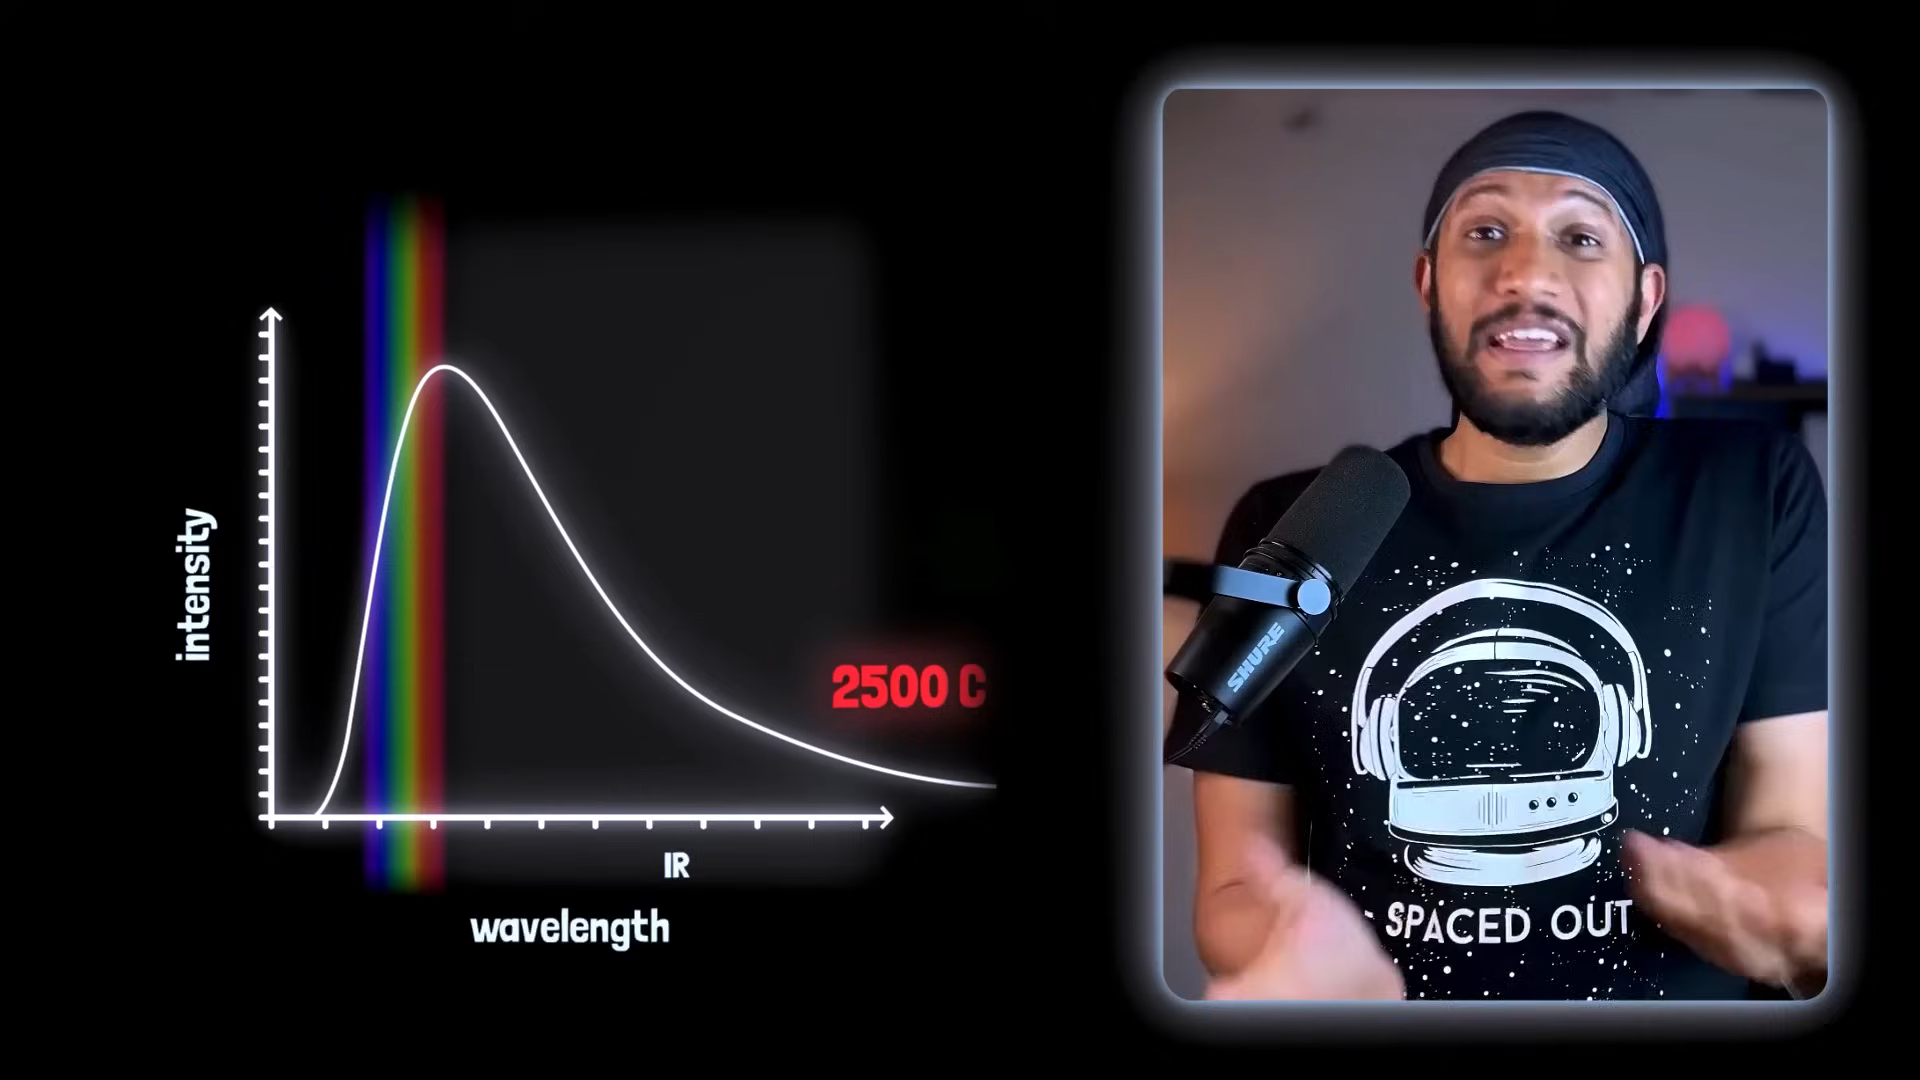 intensity
2500 C
IR
wavelength
SHURE
SPACED OUT